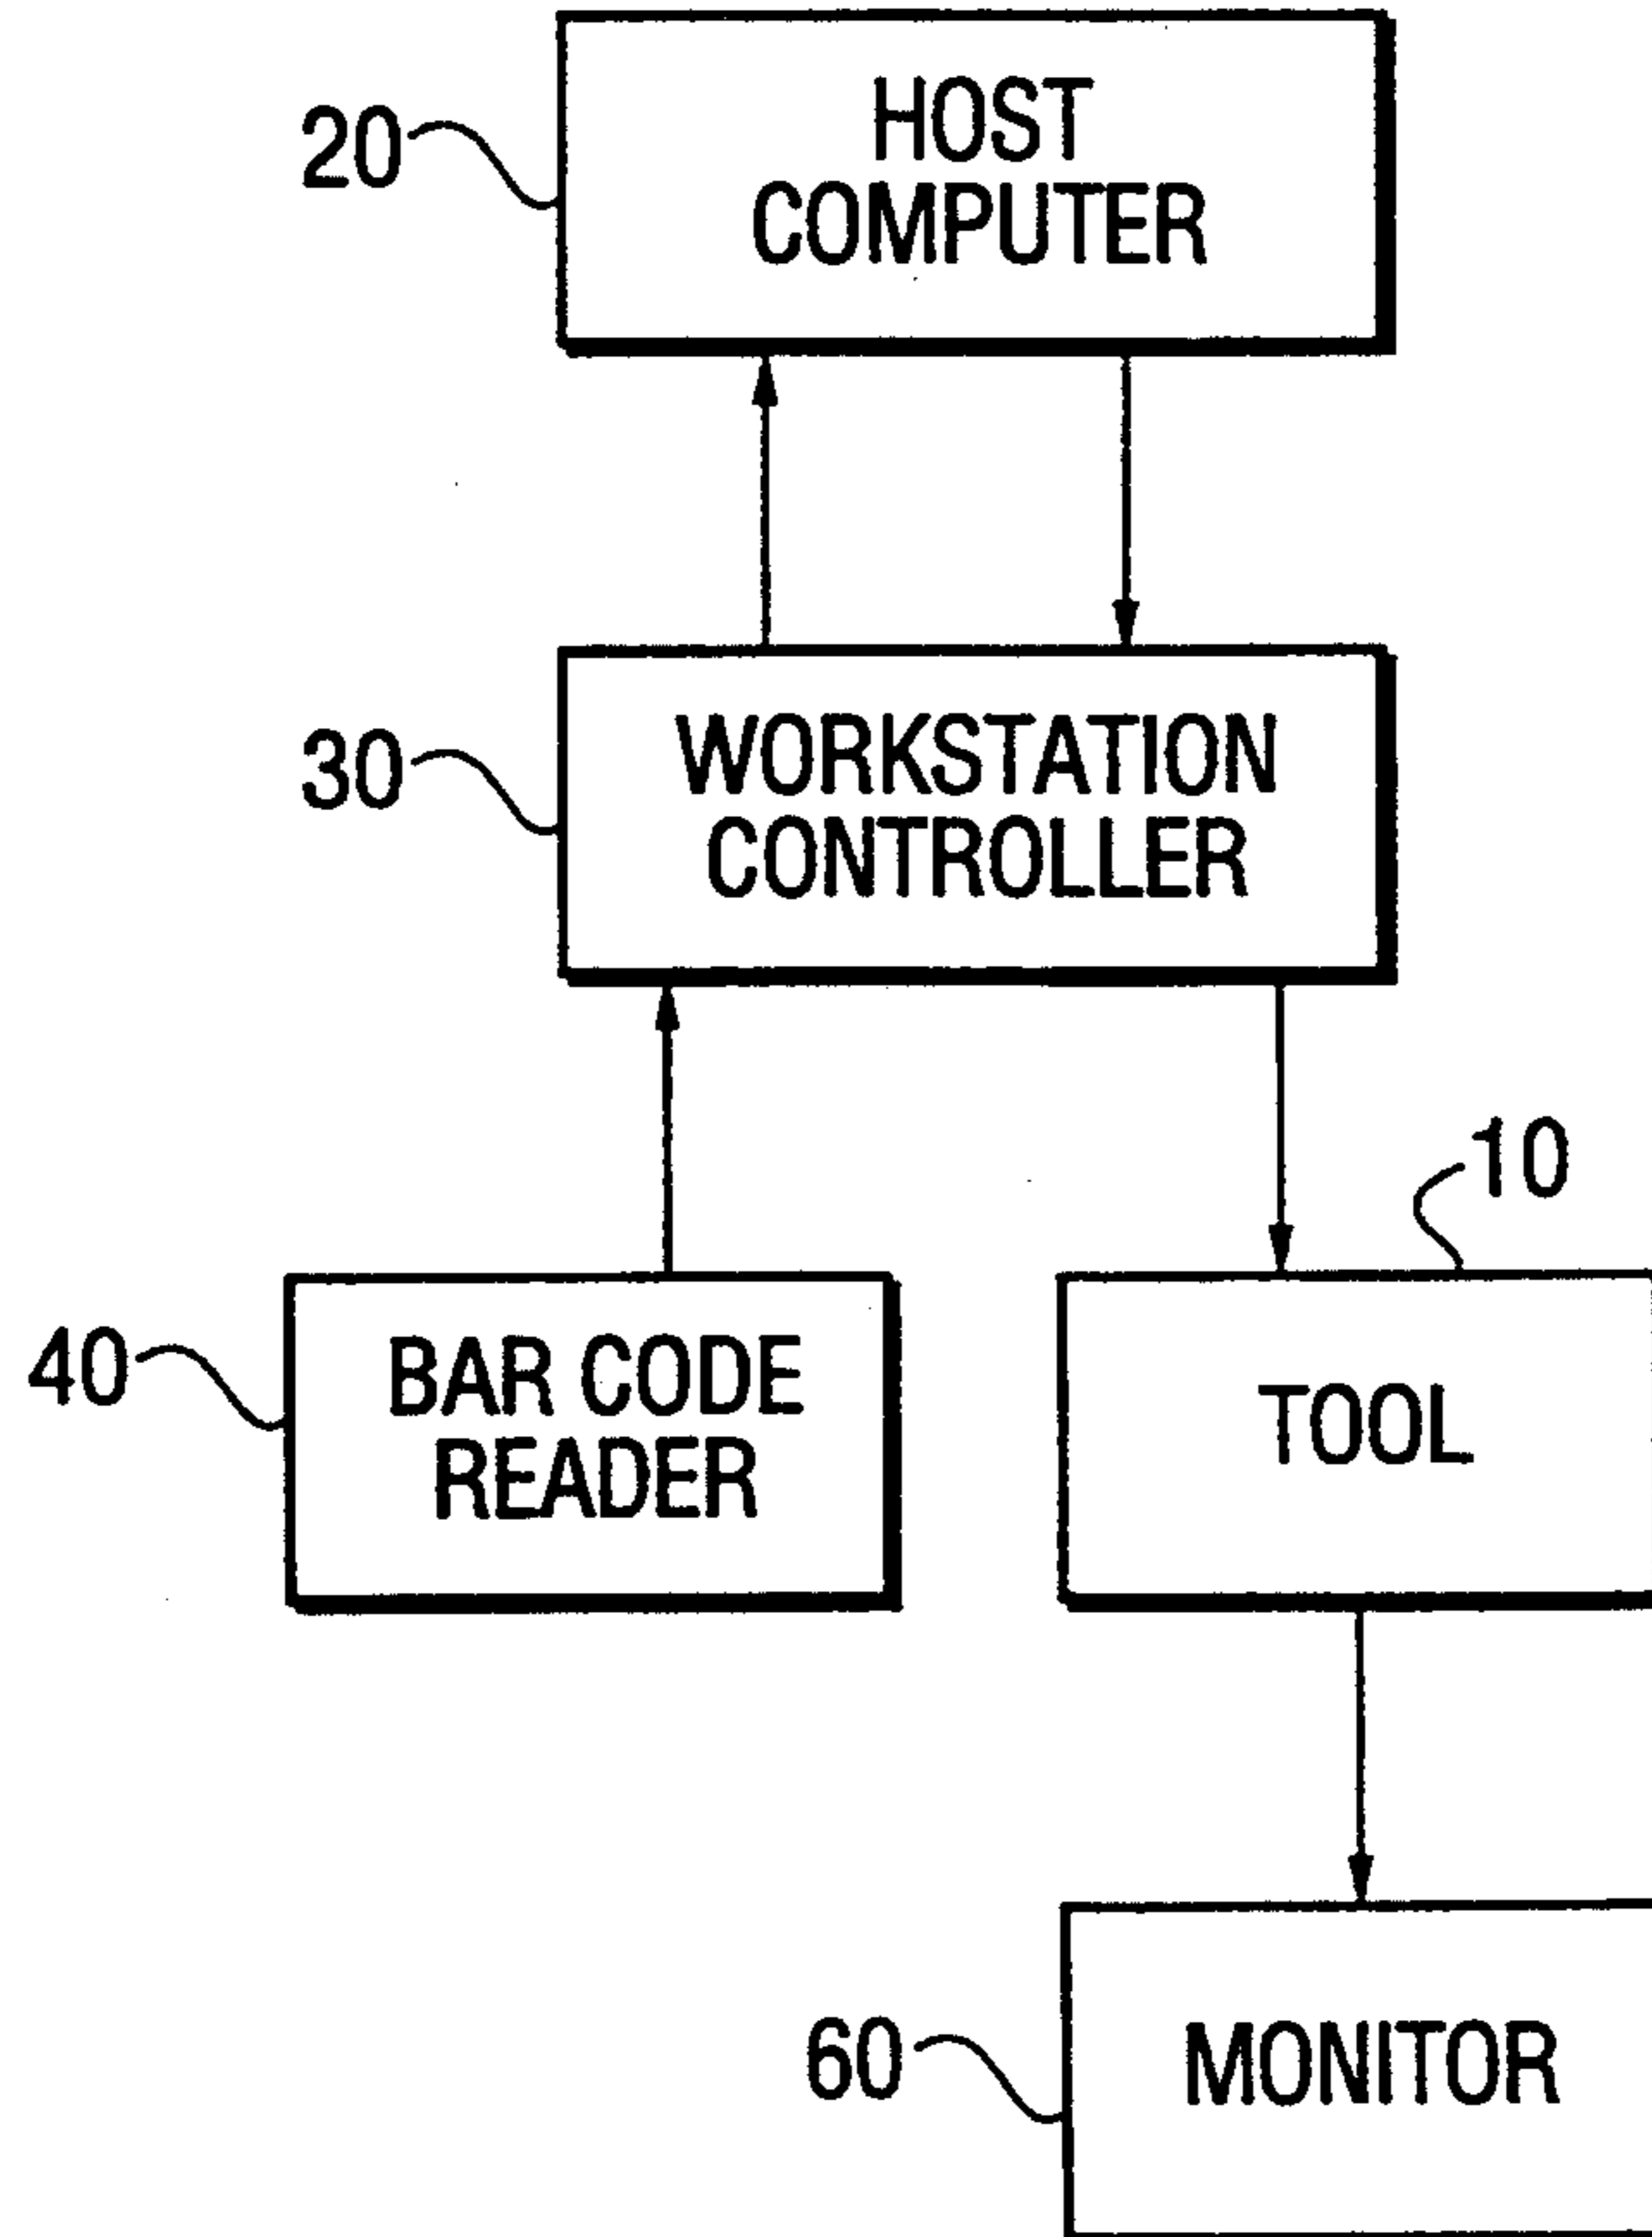 20
HOST
COMPUTER
30
WORKSTATION
CONTROLLER
10
40
BAR CODE
READER
TOOL
60
MONITOR